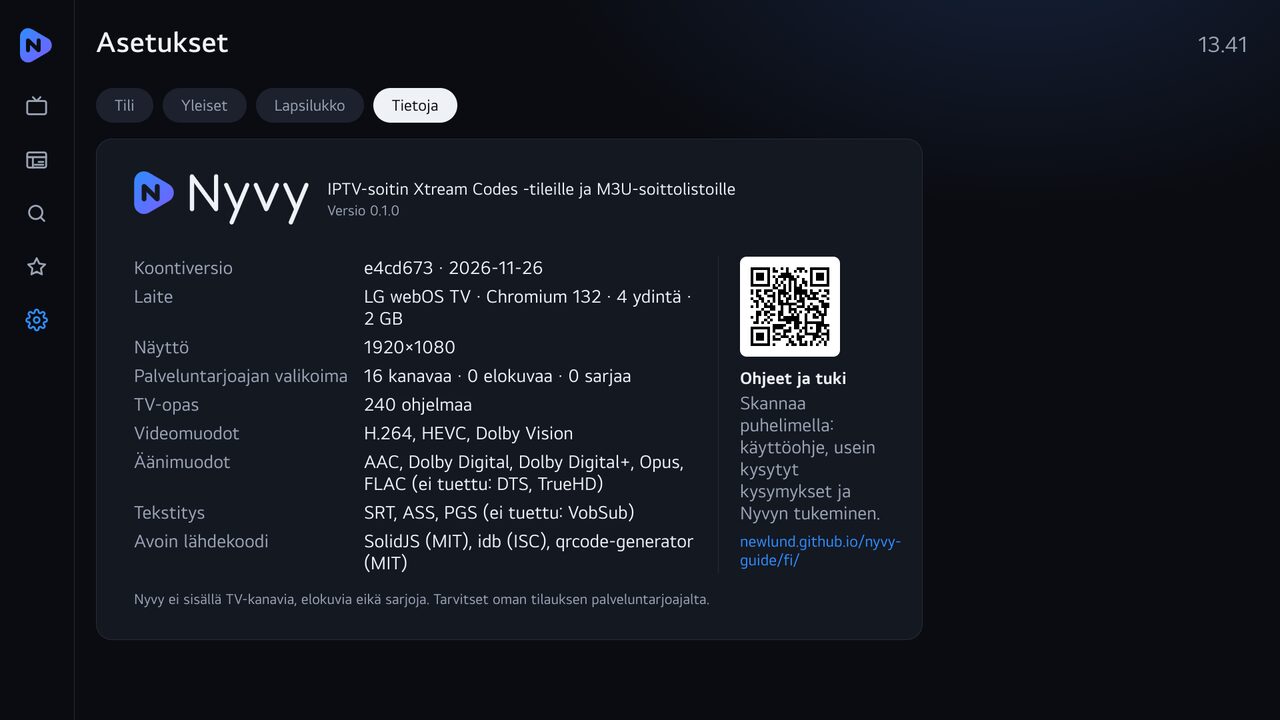 Asetukset
13.41
Tili
Yleiset
Lapsilukko
Tietoja
N
Nyvy
IPTV-soitin Xtream Codes -tileille ja M3U-soittolistoille
Versio 0.1.0
Koontiversio
e4cd673 · 2026-11-26
Laite
LG webOS TV · Chromium 132 · 4 ydintä ·
2 GB
Näyttö
1920×1080
Palveluntarjoajan valikoima
16 kanavaa · 0 elokuvaa · 0 sarjaa
TV-opas
240 ohjelmaa
Videomuodot
H.264, HEVC, Dolby Vision
Äänimuodot
AAC, Dolby Digital, Dolby Digital+, Opus,
FLAC (ei tuettu: DTS, TrueHD)
Tekstitys
SRT, ASS, PGS (ei tuettu: VobSub)
Avoin lähdekoodi
SolidJS (MIT), idb (ISC), qrcode-generator
(MIT)
Ohjeet ja tuki
Skannaa
puhelimella:
käyttöohje, usein
kysytyt
kysymykset ja
Nyvyn tukeminen.
newlund.github.io/nyvy-
guide/fi/
Nyvy ei sisällä TV-kanavia, elokuvia eikä sarjoja. Tarvitset oman tilauksen palveluntarjoajalta.